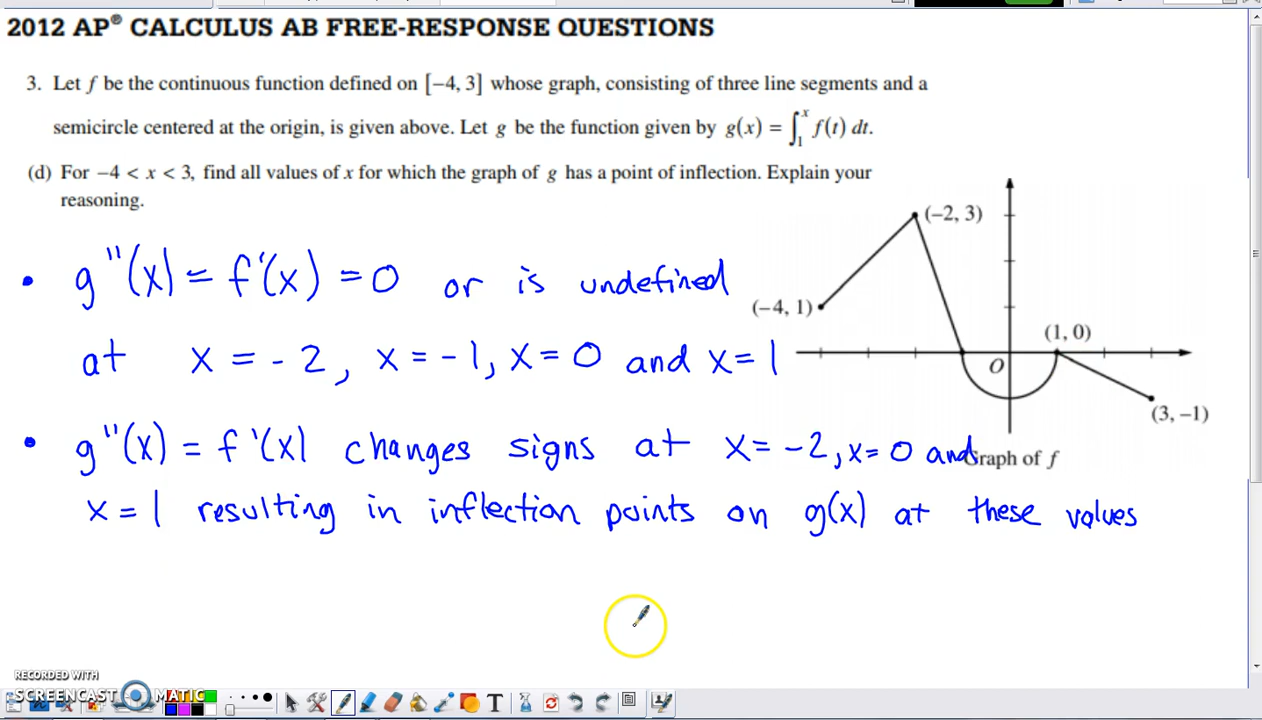 2012 AP® CALCULUS AB FREE-RESPONSE QUESTIONS
3. Let f be the continuous function defined on [−4, 3] whose graph, consisting of three line segments and a
semicircle centered at the origin, is given above. Let g be the function given by g(x) = ∫₁ˣ f(t) dt.
(d) For −4 < x < 3, find all values of x for which the graph of g has a point of inflection. Explain your
reasoning.
(−2, 3)
(−4, 1)
(1, 0)
O
(3, −1)
• g''(x) = f'(x) = 0 or is undefined
at x = -2, x = -1, x = 0 and x = 1
• g''(x) = f'(x) changes signs at x = -2, x = 0 and
Graph of f
x = 1 resulting in inflection points on g(x) at these values
RECORDED WITH
SCREENCAST MATIC
T